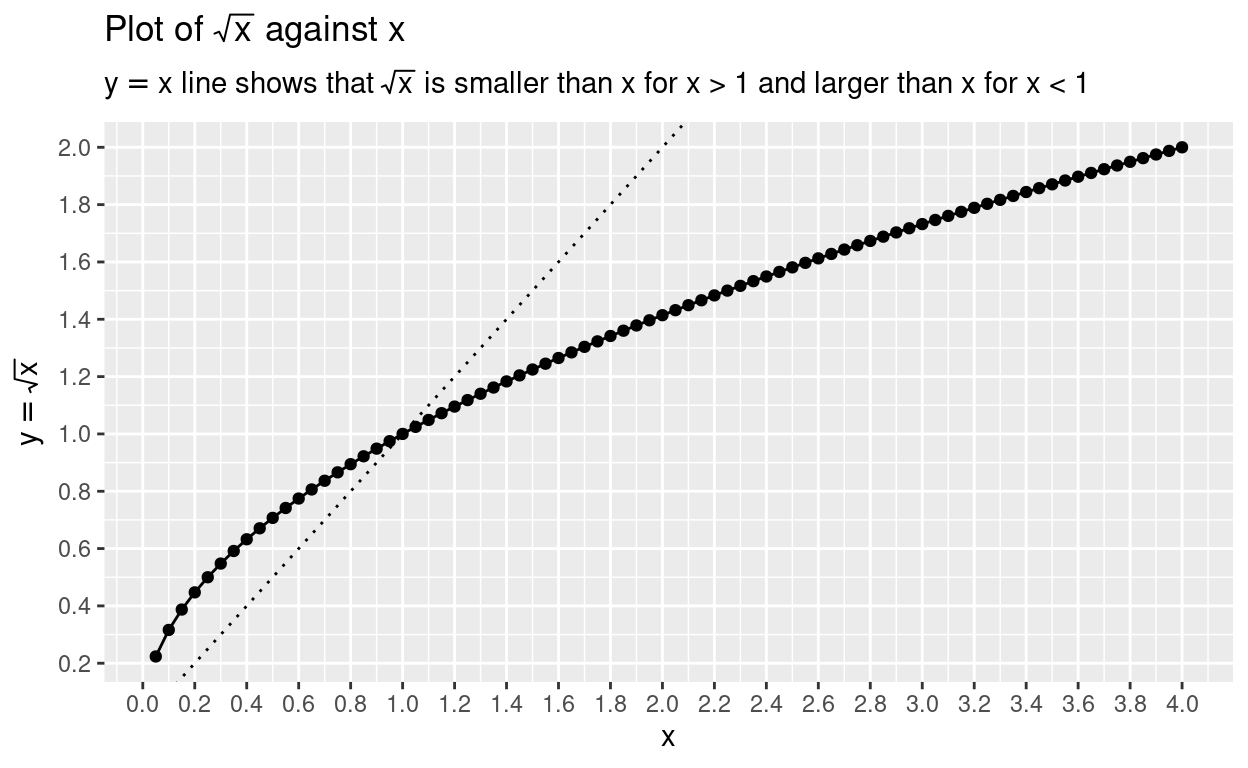 Plot of √x against x
y = x line shows that √x is smaller than x for x > 1 and larger than x for x < 1
y = √x
2.0
1.8
1.6
1.4
1.2
1.0
0.8
0.6
0.4
0.2
0.0 0.2 0.4 0.6 0.8 1.0 1.2 1.4 1.6 1.8 2.0 2.2 2.4 2.6 2.8 3.0 3.2 3.4 3.6 3.8 4.0
x